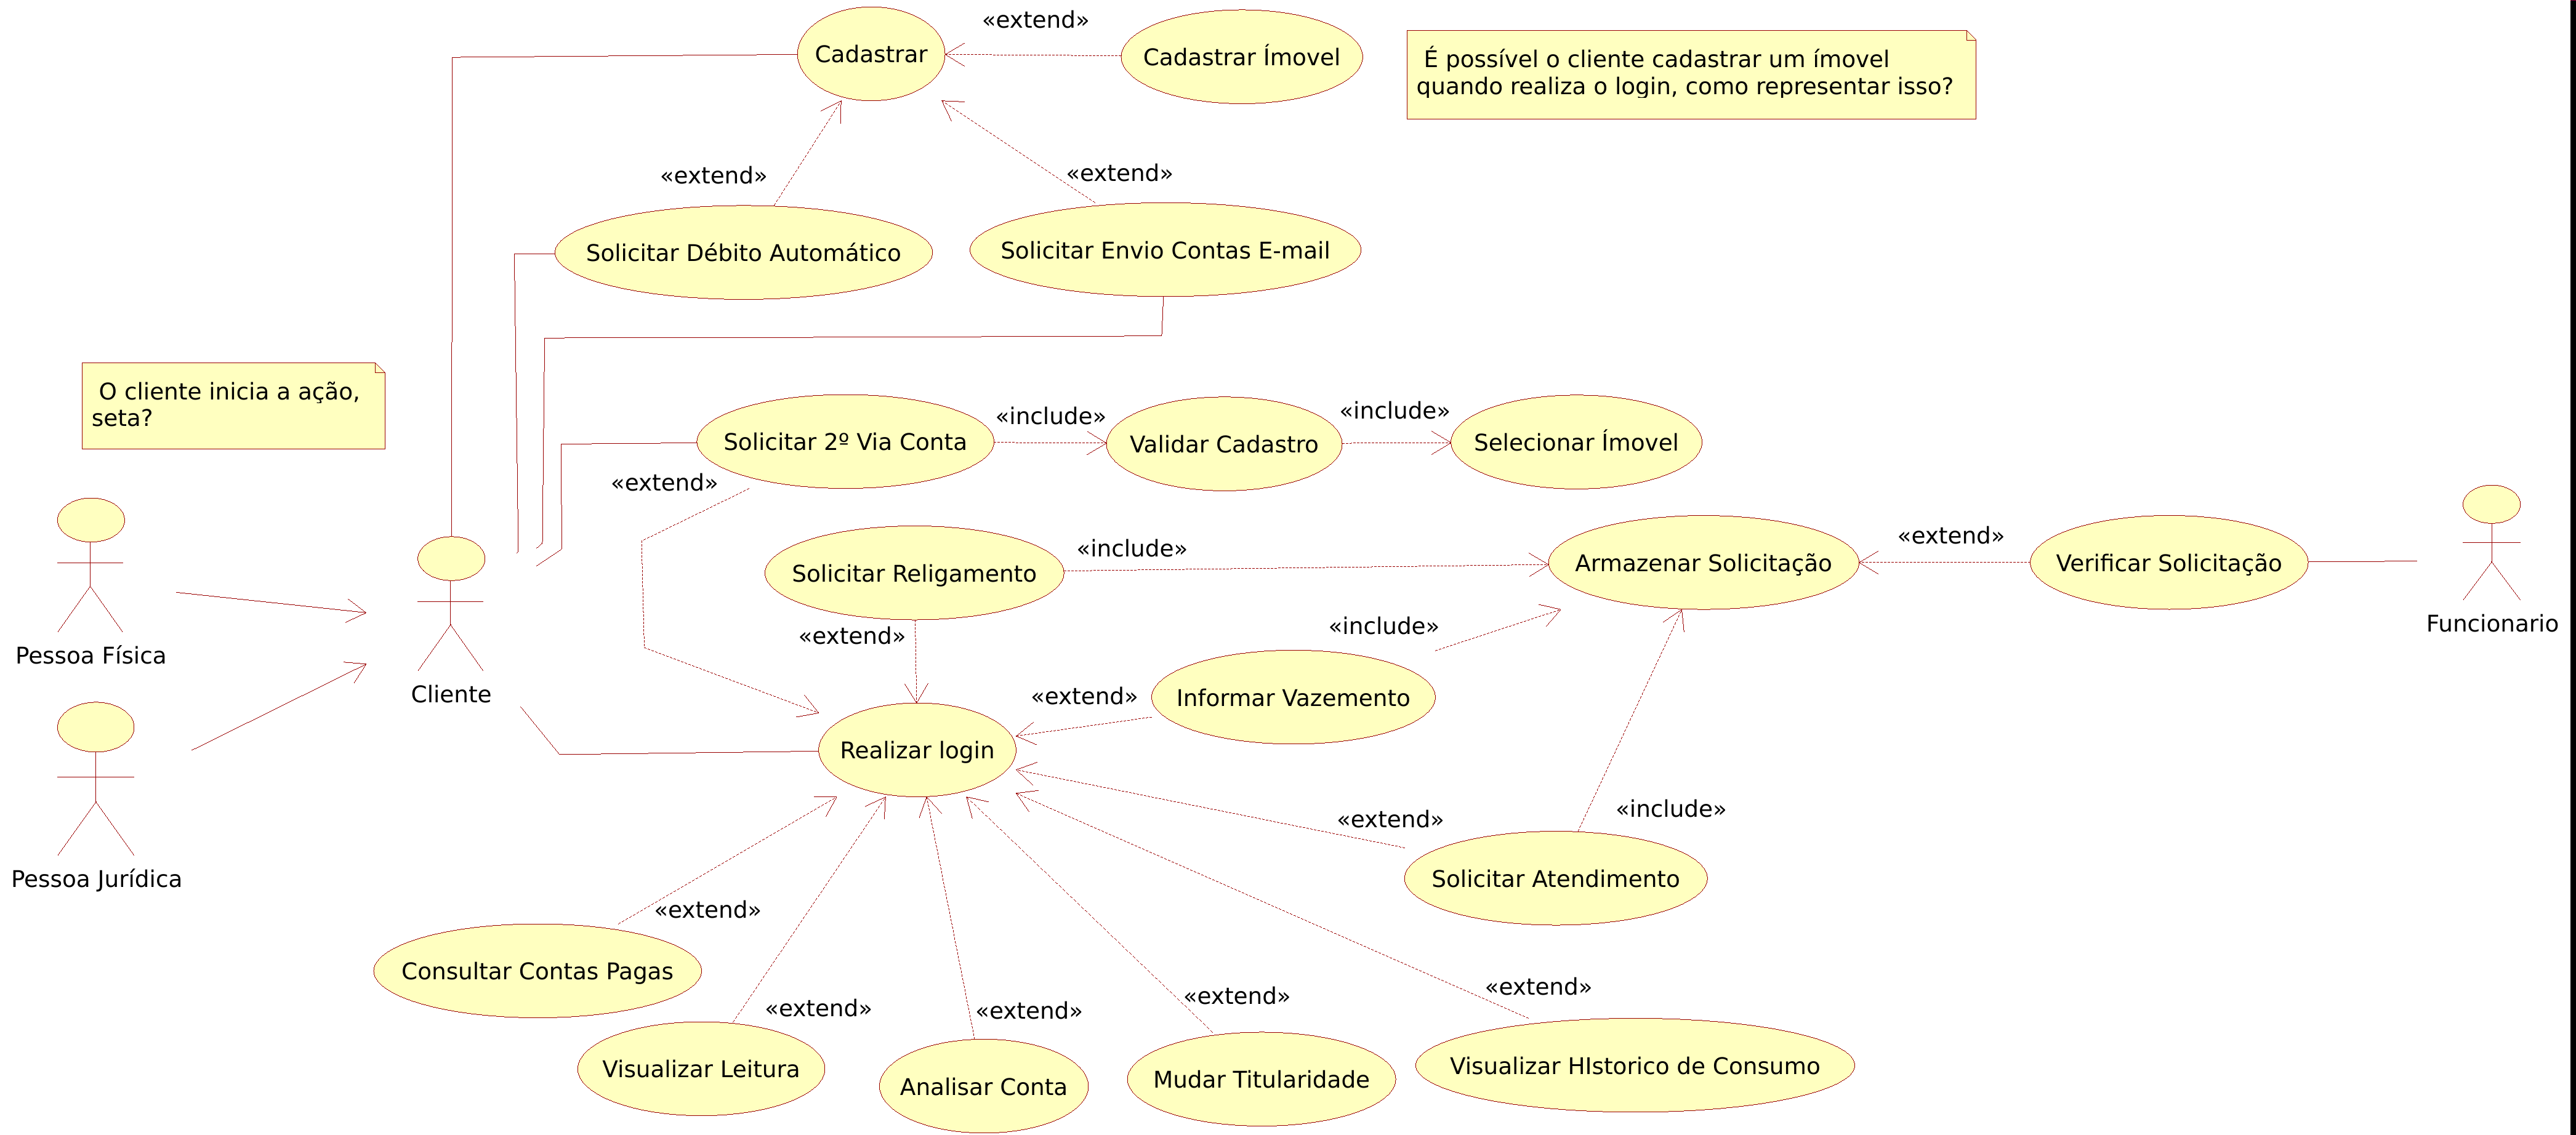 «extend»
Cadastrar
Cadastrar Ímovel
É possível o cliente cadastrar um ímovel
quando realiza o login, como representar isso?
«extend»
«extend»
Solicitar Débito Automático
Solicitar Envio Contas E-mail
O cliente inicia a ação,
seta?
Solicitar 2º Via Conta
«include»
Validar Cadastro
«include»
Selecionar Ímovel
«extend»
Solicitar Religamento
«include»
Armazenar Solicitação
«extend»
Verificar Solicitação
Funcionario
Pessoa Física
Cliente
«extend»
«include»
«extend»
Informar Vazemento
Realizar login
«extend»
«include»
Pessoa Jurídica
Solicitar Atendimento
«extend»
Consultar Contas Pagas
«extend»
«extend»
«extend»
«extend»
Visualizar Leitura
Analisar Conta
Mudar Titularidade
Visualizar HIstorico de Consumo